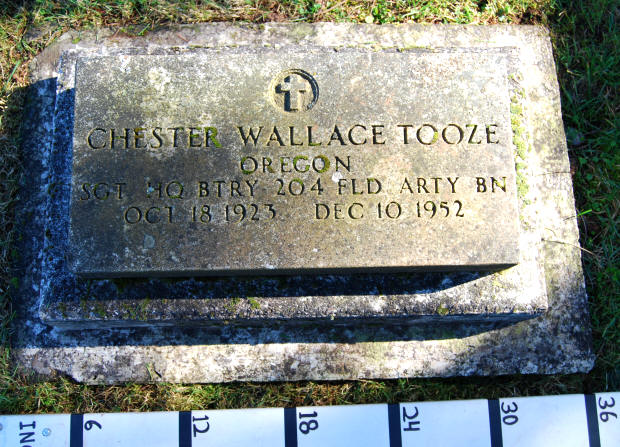 CHESTER WALLACE TOOZE
OREGON
SGT HQ BTRY 204 FLD ARTY BN
OCT 18 1923 DEC 10 1952
IN 6 12 18 24 30 36